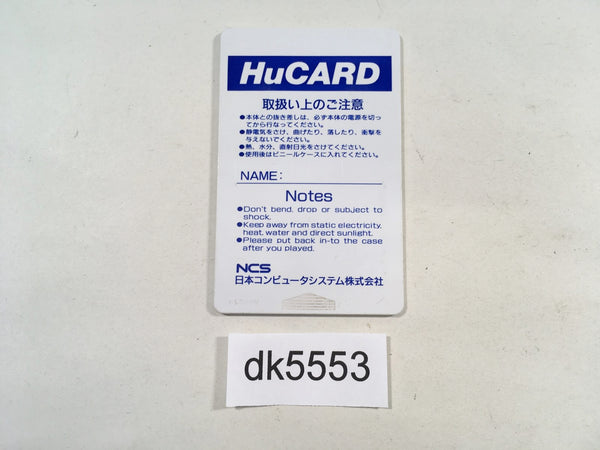 HuCARD
取扱い上のご注意
●本体との抜き差しは、必ず本体の電源を切っ
てから行なってください。
●静電気をさけ、曲げたり、落したり、衝撃を
与えないでください。
●熱、水分、直射日光をさけてください。
●使用後はビニールケースに入れてください。
NAME:
Notes
●Don't bend, drop or subject to
shock.
●Keep away from static electricity,
heat, water and direct sunlight.
●Please put back in-to the case
after you played.
NCS
日本コンピュータシステム株式会社
dk5553